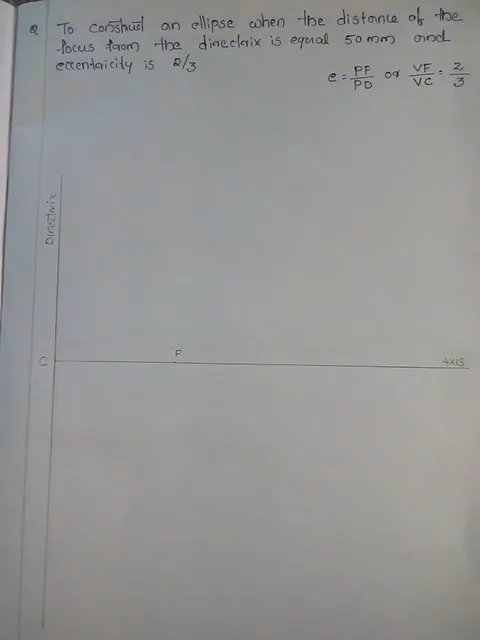 Q To construct an ellipse when the distance of the
focus from the directrix is equal 50 mm and
eccentricity is 2/3
e = PF/PD or VF/VC = 2/3
Directrix
C
F
AXIS